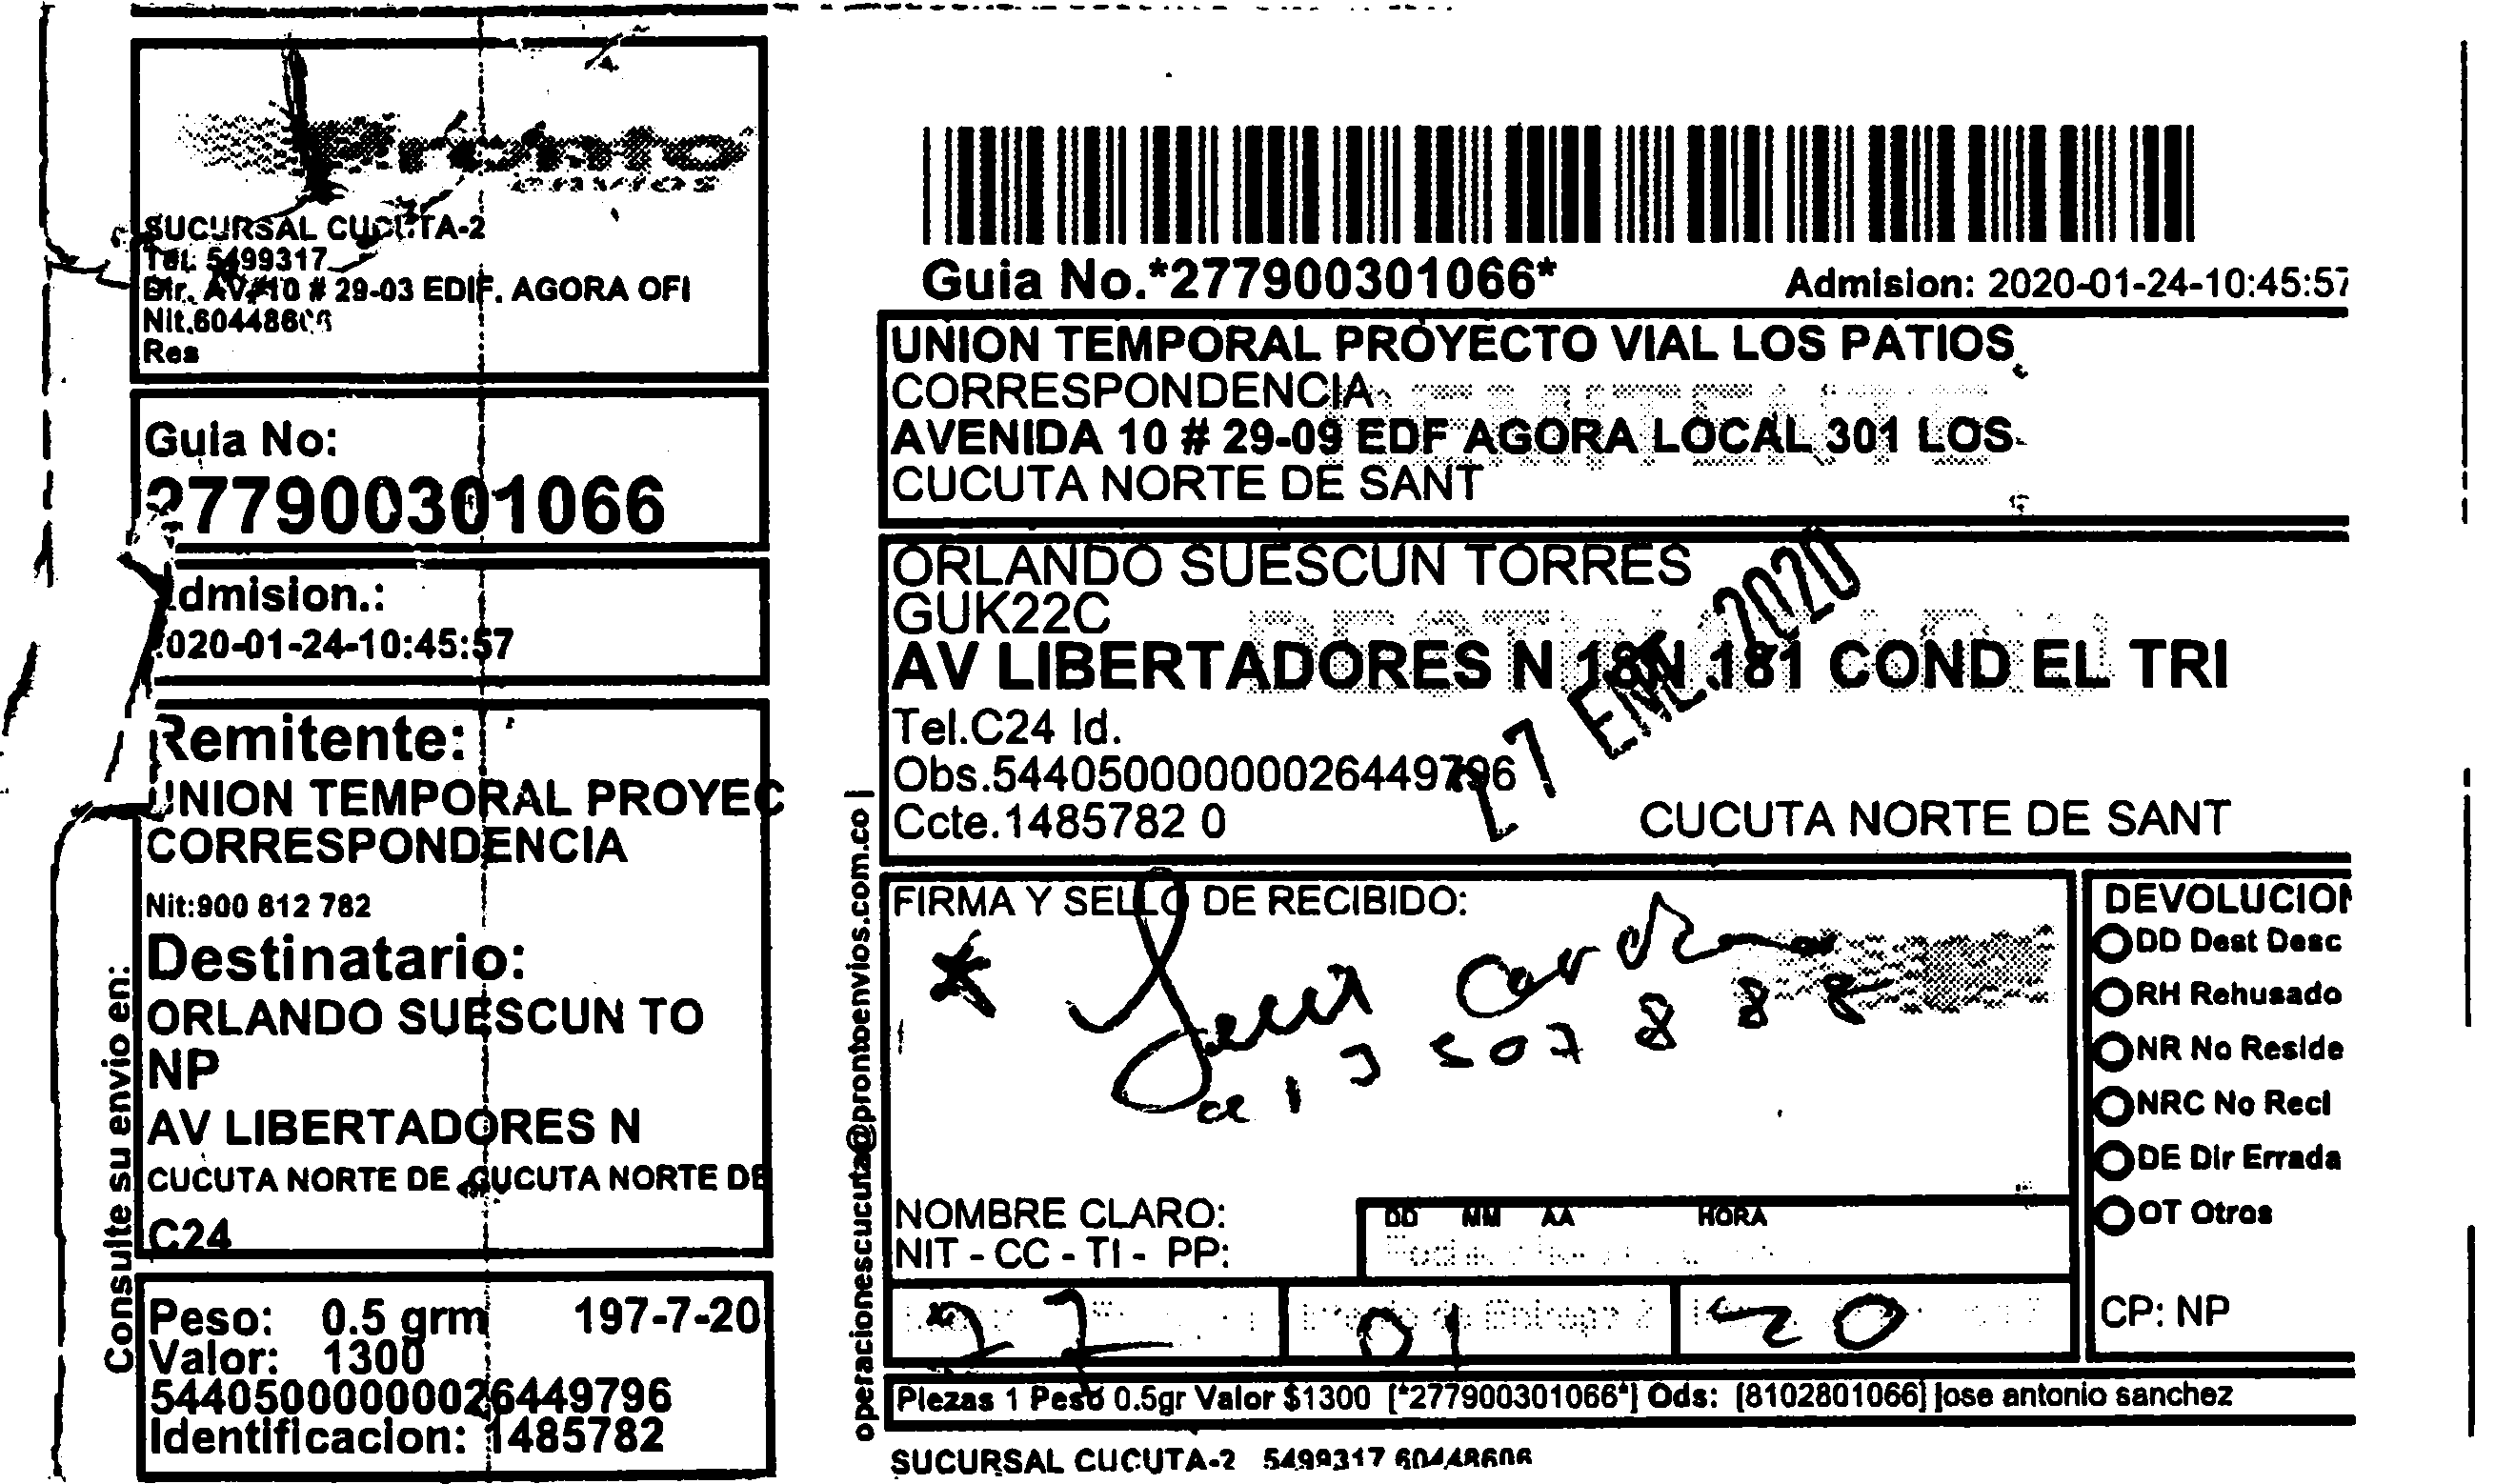 Pronto
envios
SUCURSAL CUCUTA-2
Tel. 5499317
Dir. AV#10 # 29-03 EDIF. AGORA OFI
Nit.60448606
Res
Guia No:
277900301066
Admision.:
2020-01-24-10:45:57
Remitente:
UNION TEMPORAL PROYEC
CORRESPONDENCIA
Nit:900 812 782
Destinatario:
ORLANDO SUESCUN TO
NP
AV LIBERTADORES N
CUCUTA NORTE DE CUCUTA NORTE DE
C24
Peso: 0.5 grm 197-7-20
Valor: 1300
544050000000026449796
Identificacion: 1485782
Consulte su envio en:
operacionescucuta@prontoenvios.com.co |
Guia No.*277900301066*
Admision: 2020-01-24-10:45:57
REMITENTE
UNION TEMPORAL PROYECTO VIAL LOS PATIOS
CORRESPONDENCIA
AVENIDA 10 # 29-09 EDF AGORA LOCAL 301 LOS
CUCUTA NORTE DE SANT
DESTINATARIO
ORLANDO SUESCUN TORRES
GUK22C
AV LIBERTADORES N 18N 181 COND EL TRI
Tel.C24 Id.
Obs.544050000000026449796
Ccte.1485782 0
CUCUTA NORTE DE SANT
27 ENE 2020
FIRMA Y SELLO DE RECIBIDO:
NOMBRE CLARO:
NIT - CC - TI - PP:
DD MM AA HORA
27 01 20
DEVOLUCION
DD Dest Desc
RH Rehusado
NR No Reside
NRC No Reci
DE Dir Errada
OT Otros
CP: NP
Piezas 1 Peso 0.5gr Valor $1300 [*277900301066*] Ods: [8102801066] jose antonio sanchez
SUCURSAL CUCUTA-2 5499317 60448606